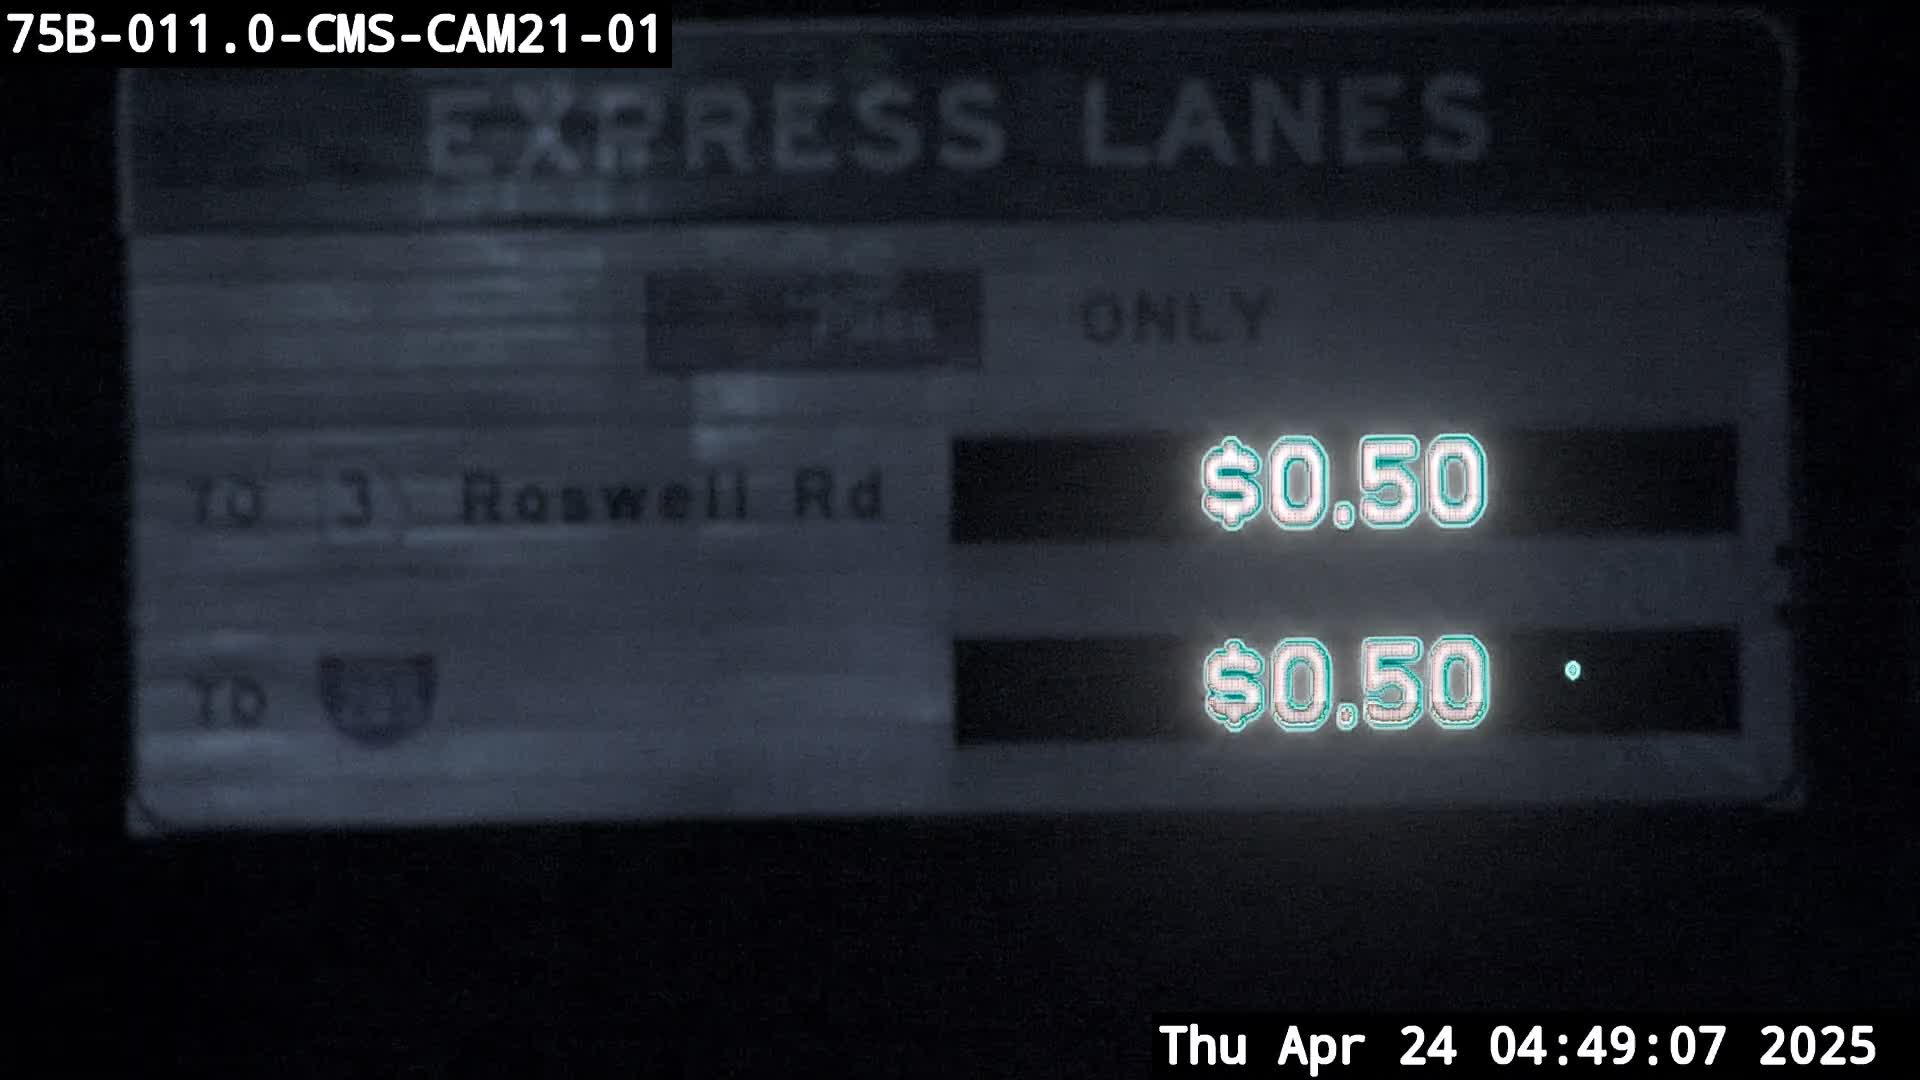 75B-011.0-CMS-CAM21-01
EXPRESS LANES
ONLY
TO 3 Roswell Rd $0.50
TO $0.50
Thu Apr 24 04:49:07 2025